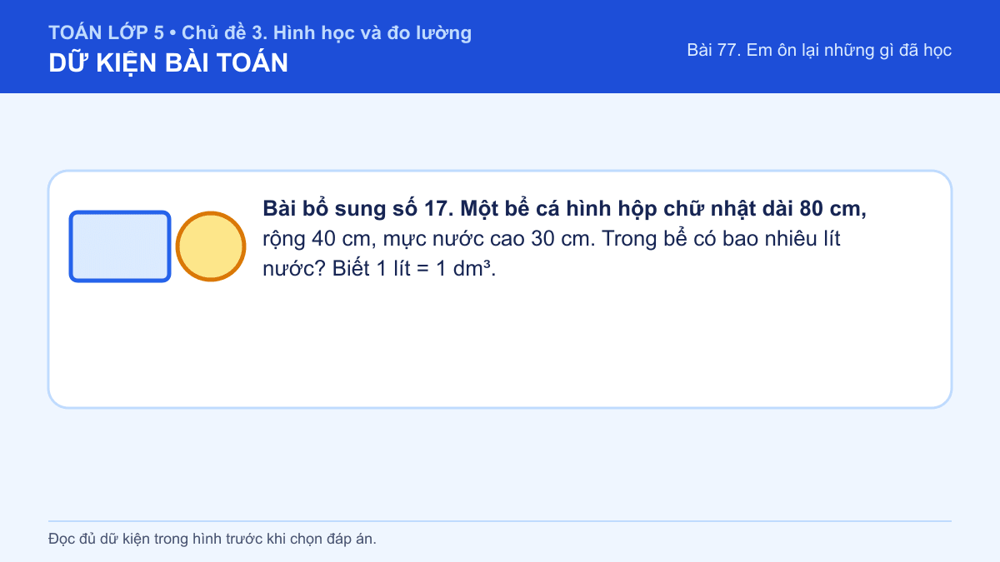 TOÁN LỚP 5 • Chủ đề 3. Hình học và đo lường
DỮ KIỆN BÀI TOÁN
Bài 77. Em ôn lại những gì đã học
Bài bổ sung số 17. Một bể cá hình hộp chữ nhật dài 80 cm,
rộng 40 cm, mực nước cao 30 cm. Trong bể có bao nhiêu lít
nước? Biết 1 lít = 1 dm³.
Đọc đủ dữ kiện trong hình trước khi chọn đáp án.